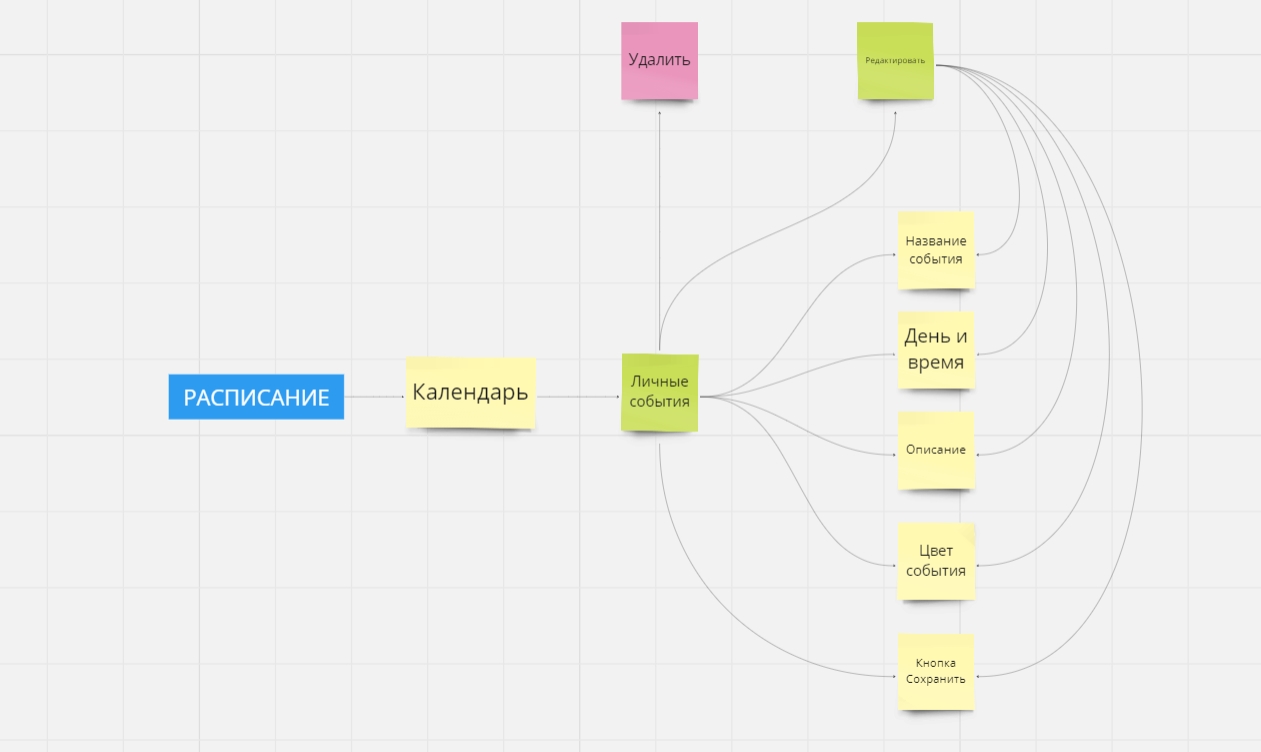 Удалить
Редактировать
Название
события
День и
время
РАСПИСАНИЕ
Календарь
Личные
события
Описание
Цвет
события
Кнопка
Сохранить